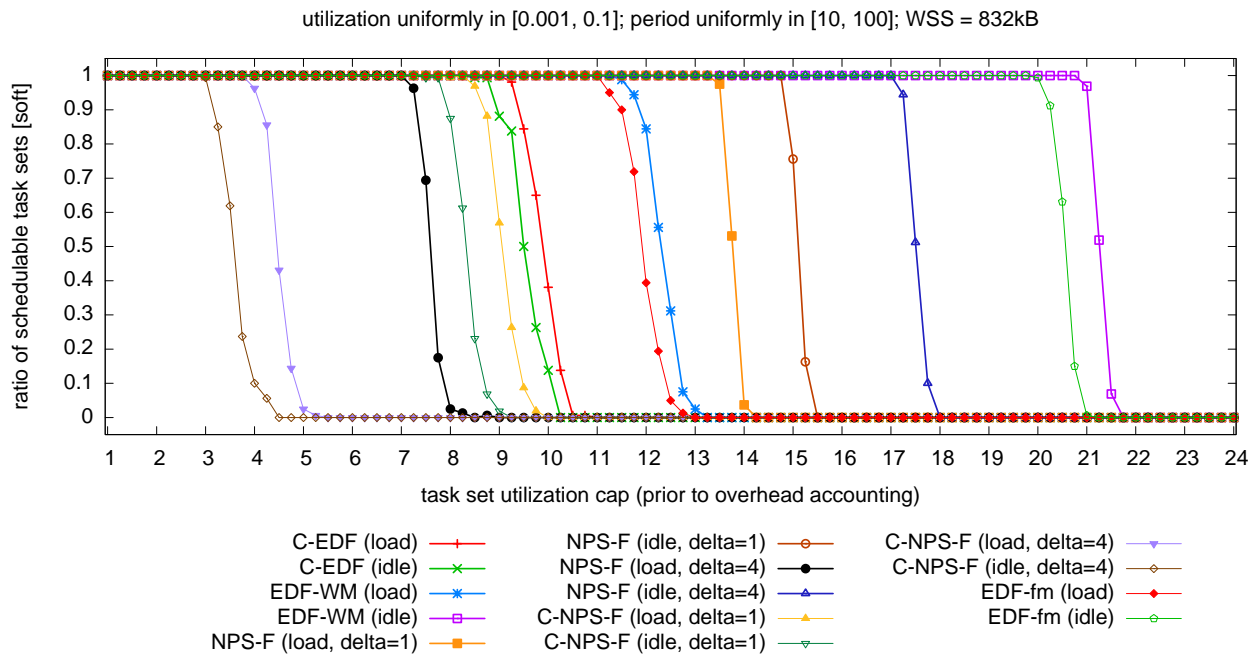 utilization uniformly in [0.001, 0.1]; period uniformly in [10, 100]; WSS = 832kB
ratio of schedulable task sets [soft]
1
0.9
0.8
0.7
0.6
0.5
0.4
0.3
0.2
0.1
0
1 2 3 4 5 6 7 8 9 10 11 12 13 14 15 16 17 18 19 20 21 22 23 24
task set utilization cap (prior to overhead accounting)
C-EDF (load)
C-EDF (idle)
EDF-WM (load)
EDF-WM (idle)
NPS-F (load, delta=1)
NPS-F (idle, delta=1)
NPS-F (load, delta=4)
NPS-F (idle, delta=4)
C-NPS-F (load, delta=1)
C-NPS-F (idle, delta=1)
C-NPS-F (load, delta=4)
C-NPS-F (idle, delta=4)
EDF-fm (load)
EDF-fm (idle)